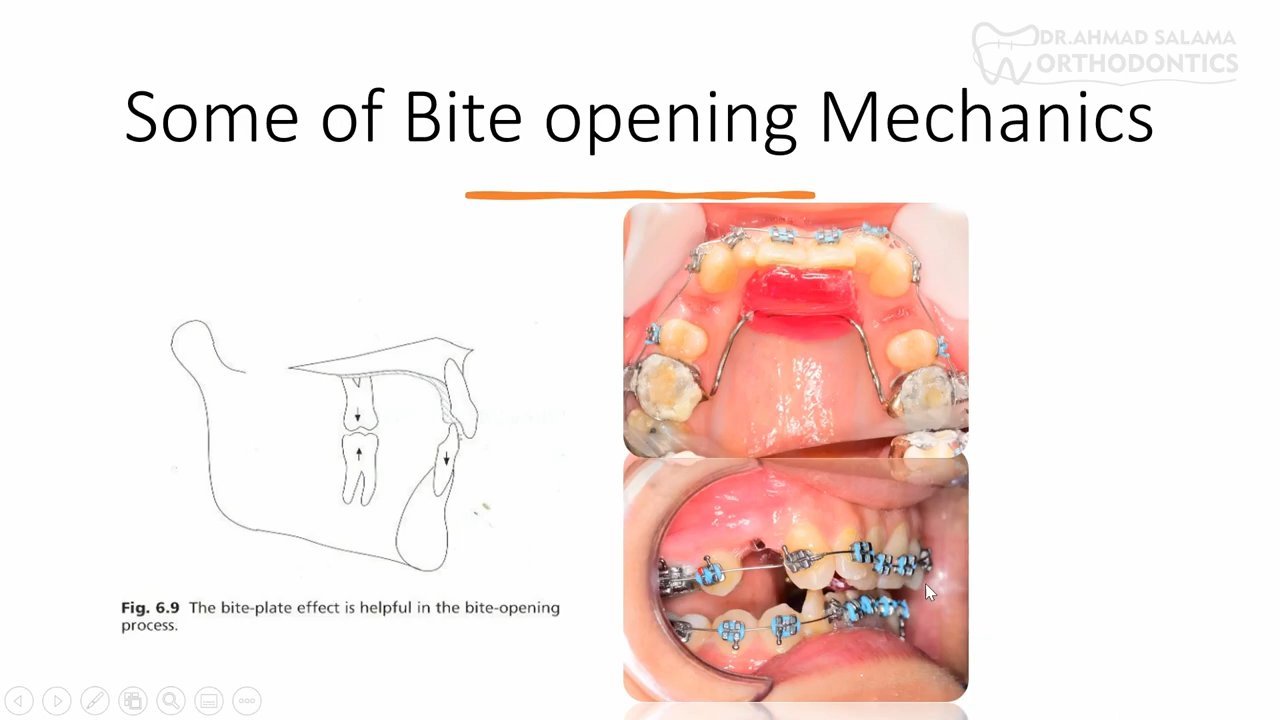 DR.AHMAD SALAMA
ORTHODONTICS
Some of Bite opening Mechanics
Fig. 6.9 The bite-plate effect is helpful in the bite-opening
process.